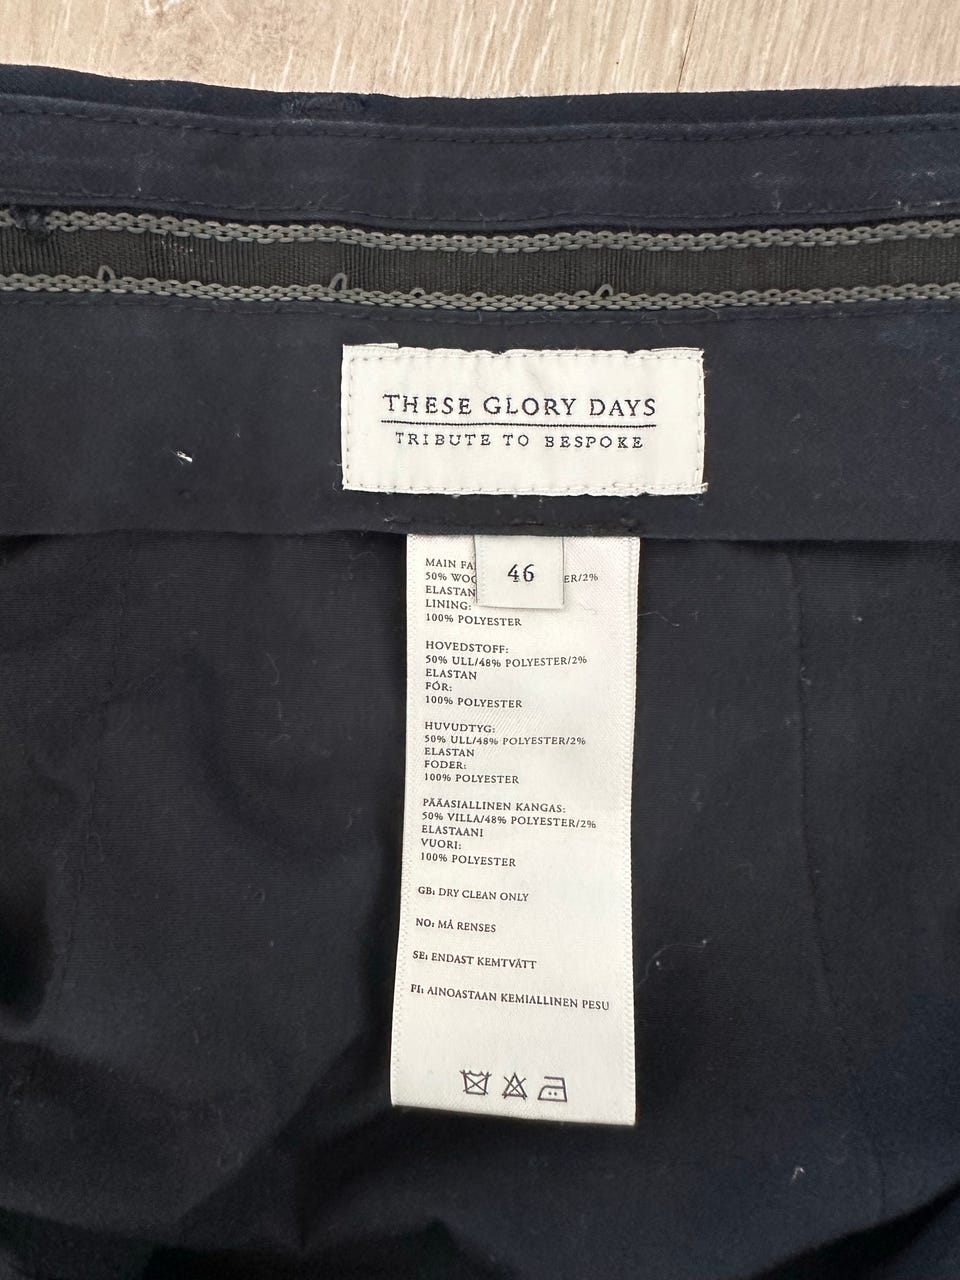 THESE GLORY DAYS
TRIBUTE TO BESPOKE
46
MAIN
50% ER/2%
ELASTAN
LINING:
100% POLYESTER
HOVEDSTOFF:
50% ULL/48% POLYESTER/2%
ELASTAN
FÓR:
100% POLYESTER
HUVUDTYG:
50% ULL/48% POLYESTER/2%
ELASTAN
FODER:
100% POLYESTER
PÄÄASIALLINEN KANGAS:
50% VILLA/48% POLYESTER/2%
ELASTAANI
VUORI:
100% POLYESTER
GB: DRY CLEAN ONLY
NO: MÅ RENSES
SE: ENDAST KEMTVÄTT
FI: AINOASTAAN KEMIALLINEN PESU